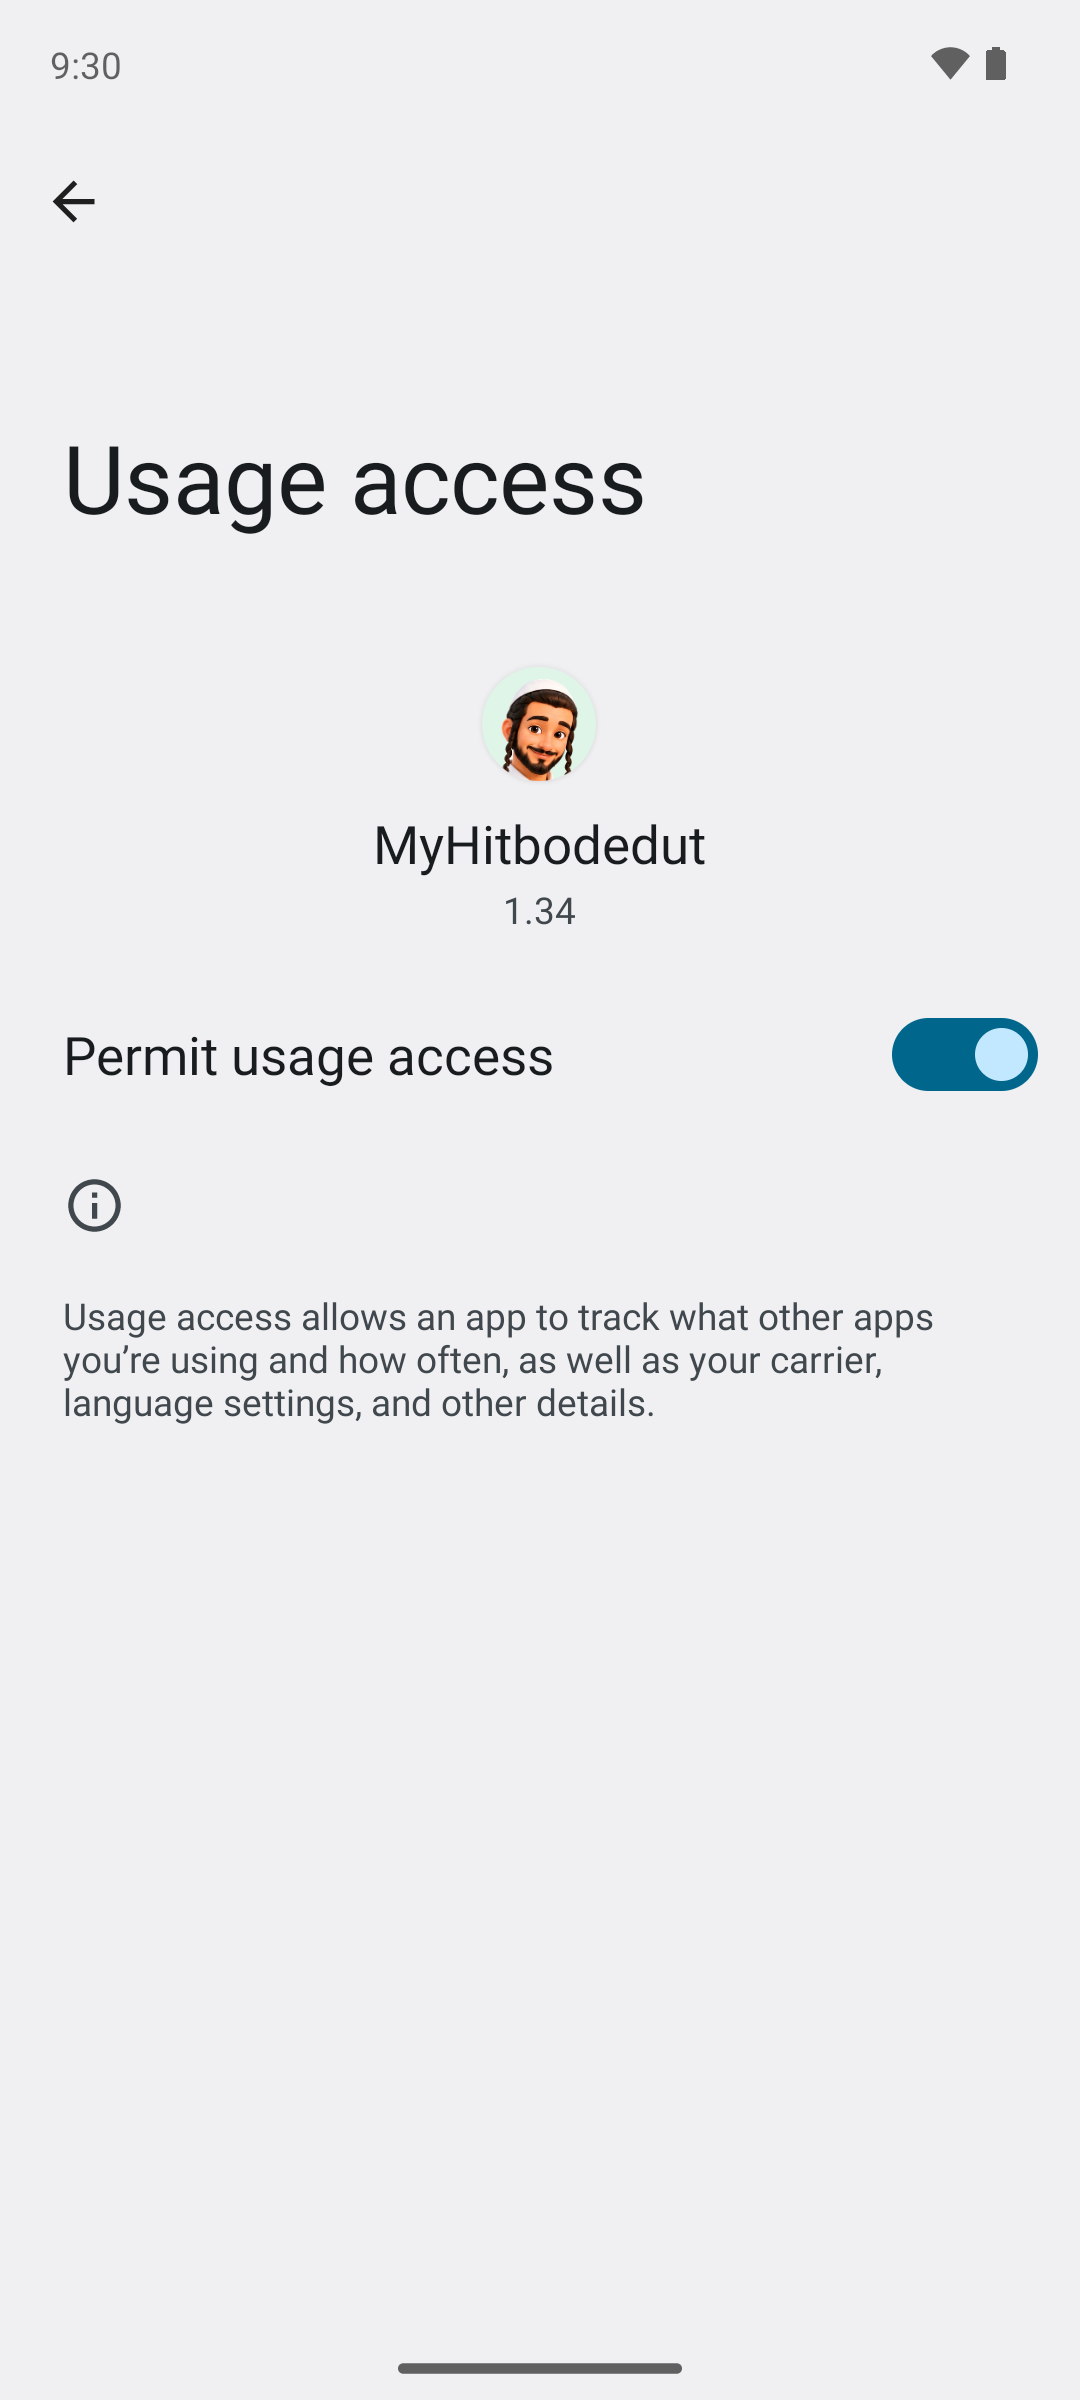 9:30
Usage access
MyHitbodedut
1.34
Permit usage access
Usage access allows an app to track what other apps
you’re using and how often, as well as your carrier,
language settings, and other details.